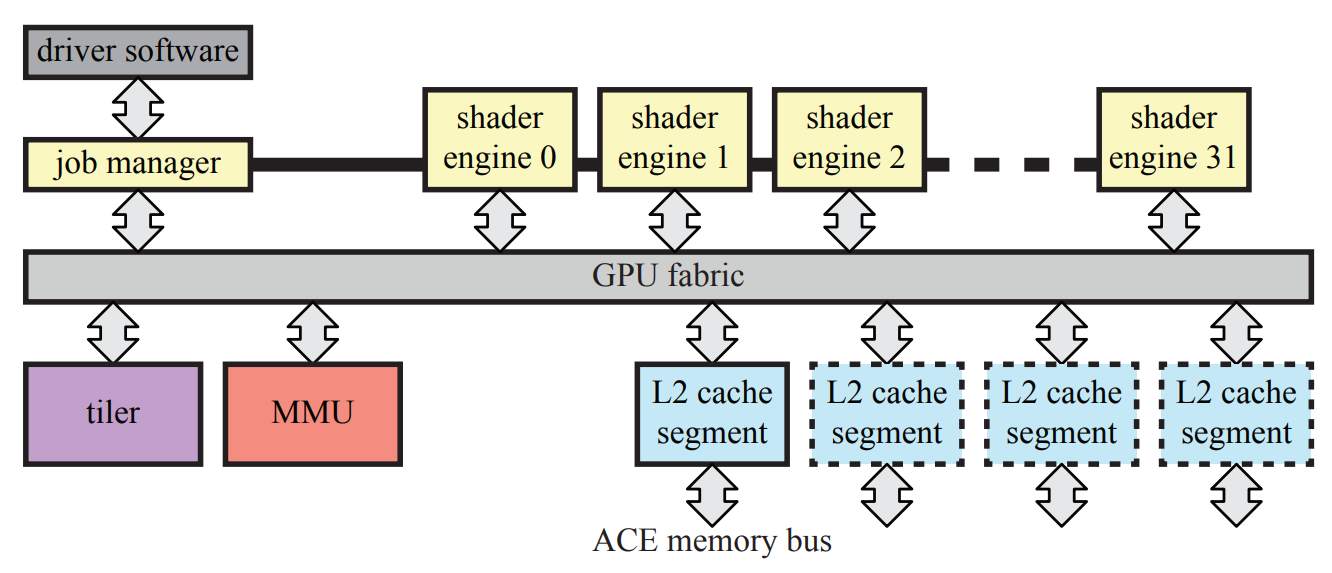 driver software
job manager
shader
engine 0
shader
engine 1
shader
engine 2
shader
engine 31
GPU fabric
tiler
MMU
L2 cache
segment
L2 cache
segment
L2 cache
segment
L2 cache
segment
ACE memory bus